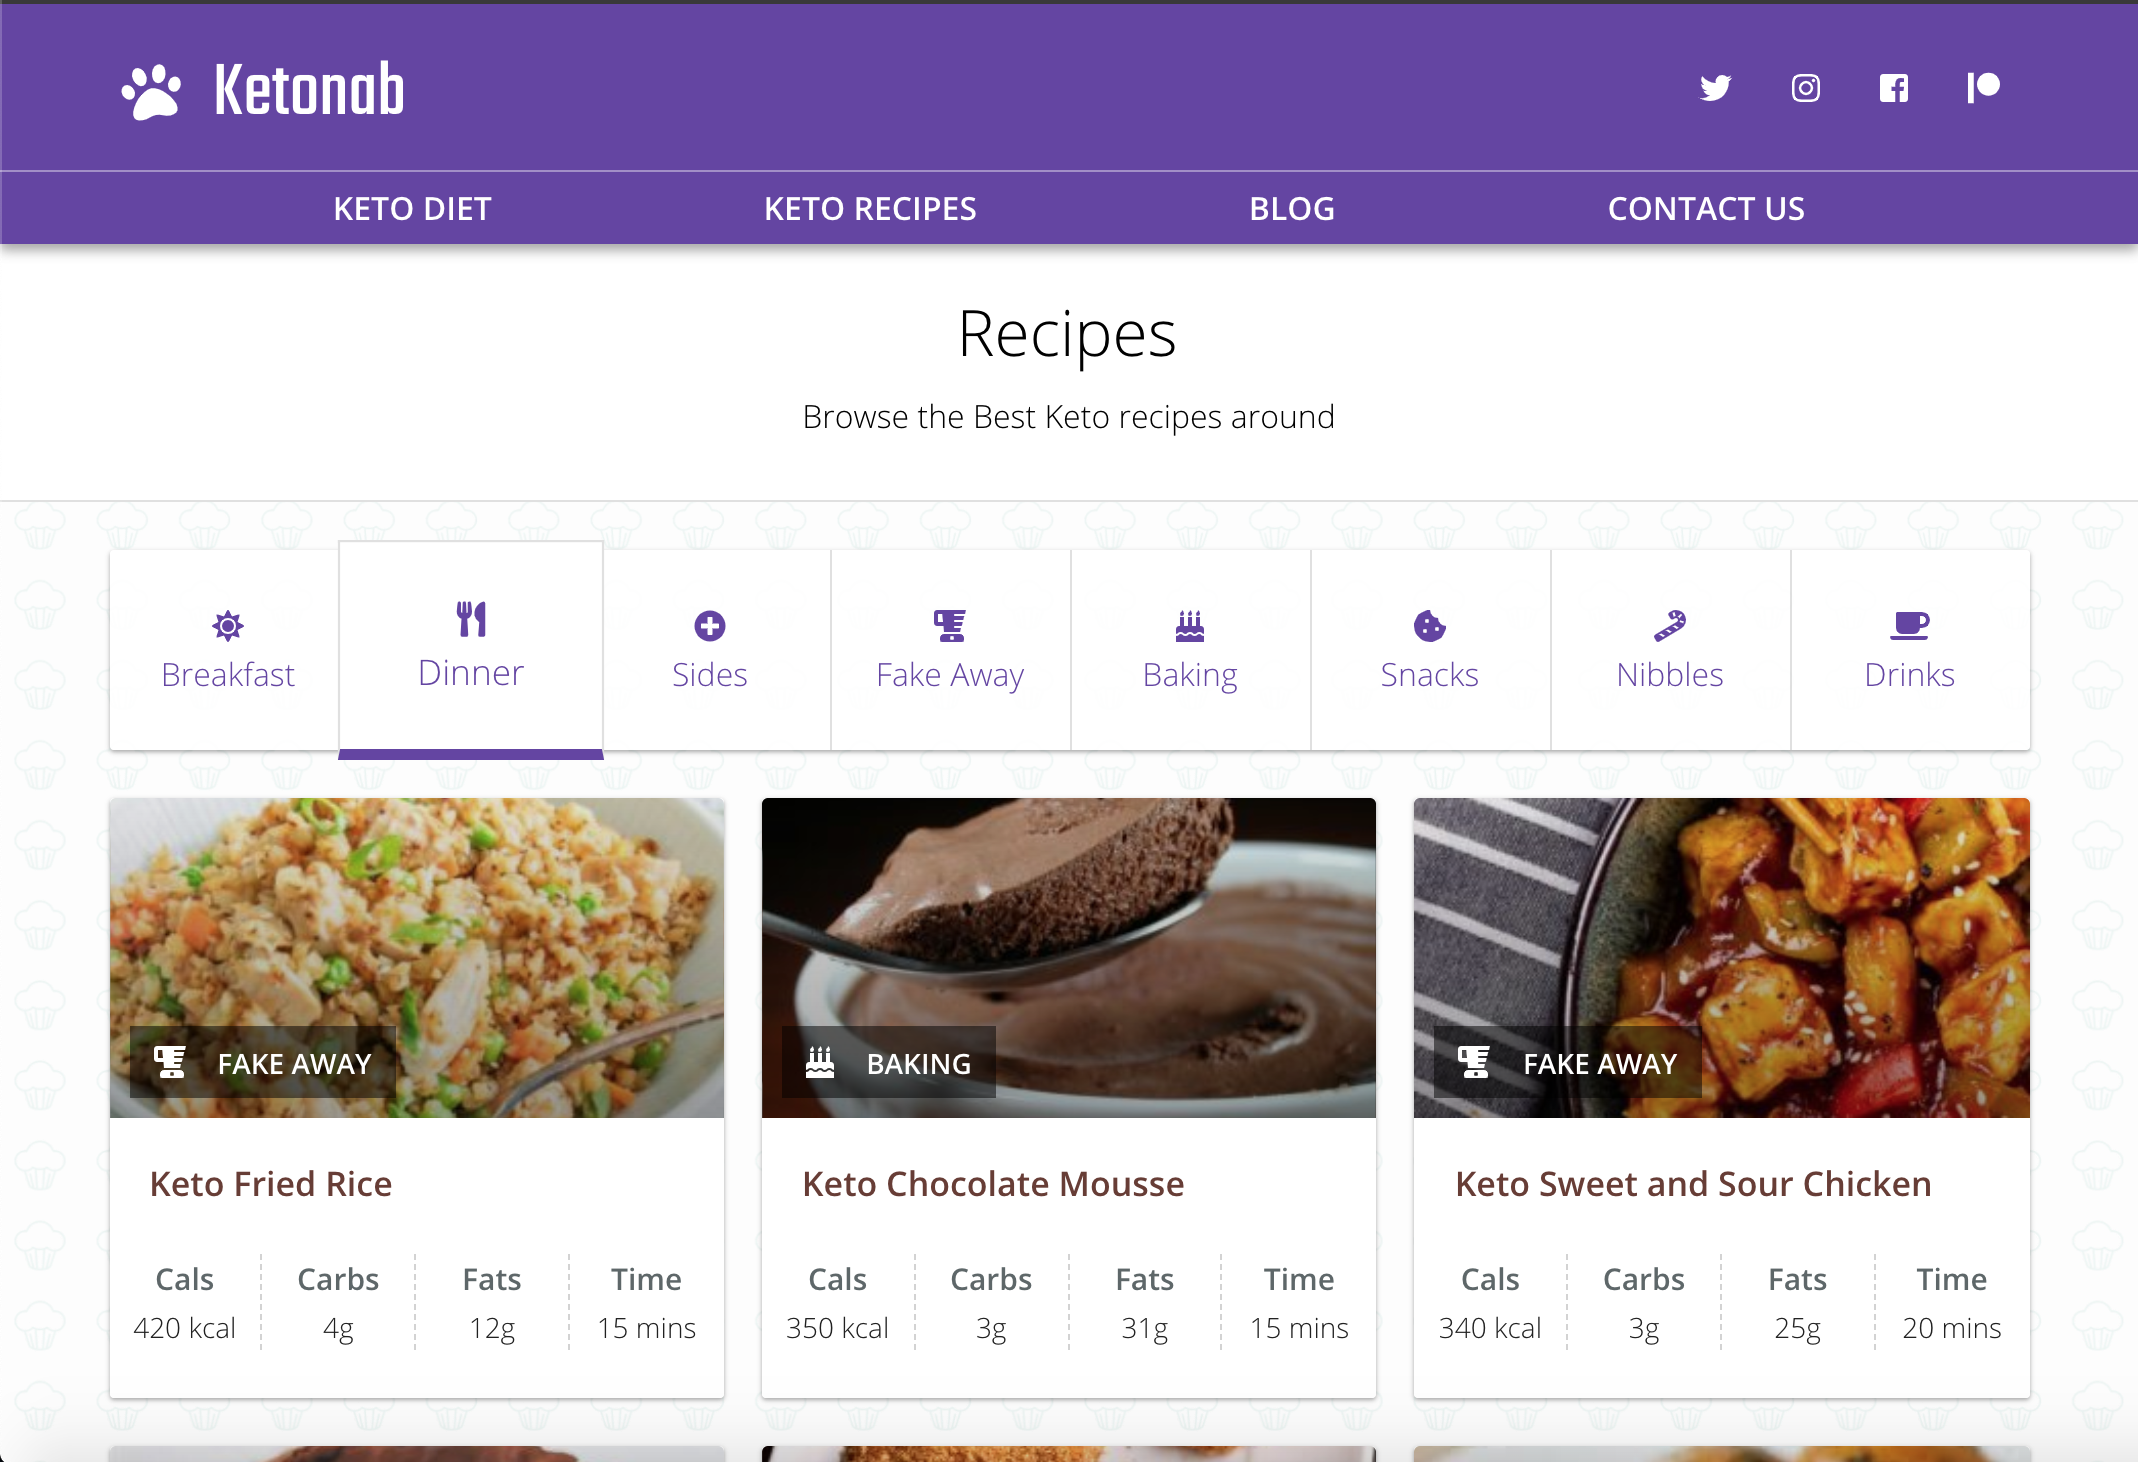 Ketonab
KETO DIET KETO RECIPES BLOG CONTACT US
Recipes
Browse the Best Keto recipes around
Breakfast Dinner Sides Fake Away Baking Snacks Nibbles Drinks
FAKE AWAY
Keto Fried Rice
Cals Carbs Fats Time
420 kcal 4g 12g 15 mins
BAKING
Keto Chocolate Mousse
Cals Carbs Fats Time
350 kcal 3g 31g 15 mins
FAKE AWAY
Keto Sweet and Sour Chicken
Cals Carbs Fats Time
340 kcal 3g 25g 20 mins